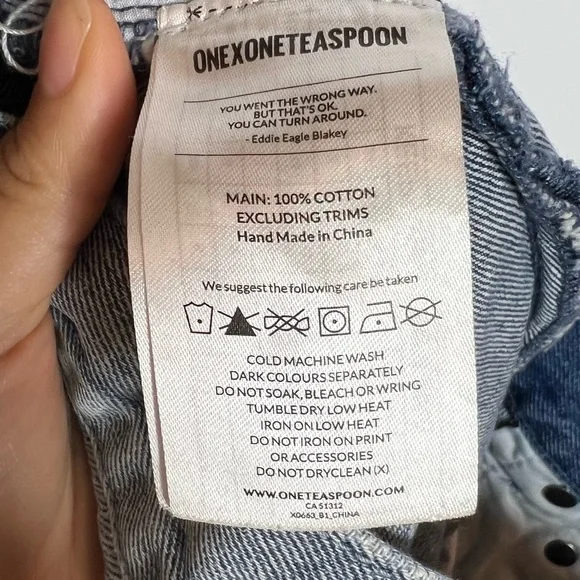 ONEXONETEASPOON
YOU WENT THE WRONG WAY.
BUT THAT'S OK.
YOU CAN TURN AROUND.
- Eddie Eagle Blakey
MAIN: 100% COTTON
EXCLUDING TRIMS
Hand Made in China
We suggest the following care be taken
COLD MACHINE WASH
DARK COLOURS SEPARATELY
DO NOT SOAK, BLEACH OR WRING
TUMBLE DRY LOW HEAT
IRON ON LOW HEAT
DO NOT IRON ON PRINT
OR ACCESSORIES
DO NOT DRYCLEAN (X)
WWW.ONETEASPOON.COM
CA 51312
X0663_B1_CHINA